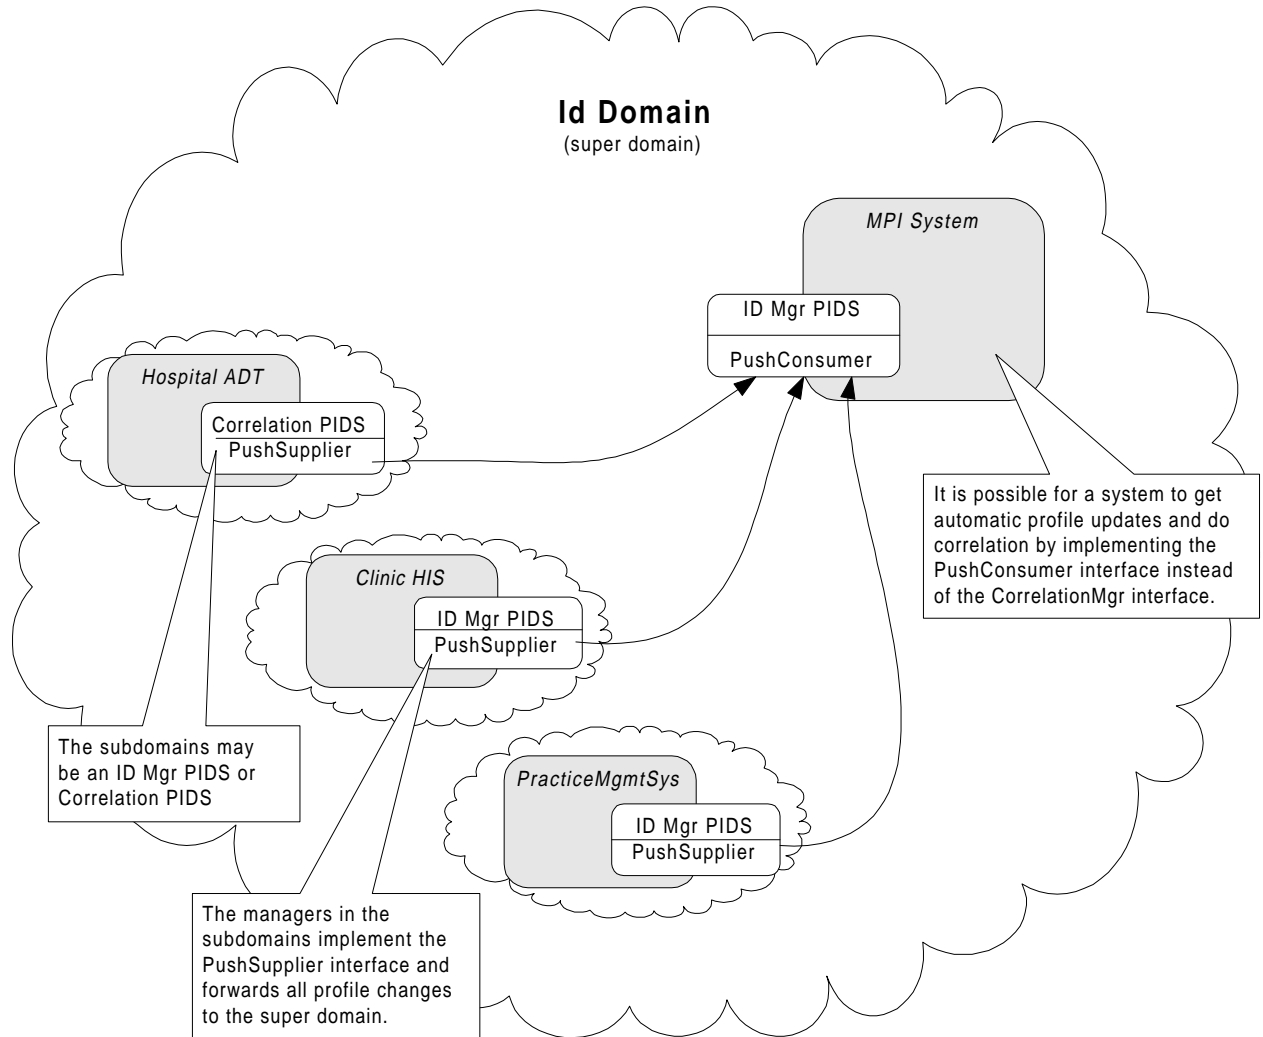 Id Domain
(super domain)
MPI System
ID Mgr PIDS
PushConsumer
Hospital ADT
Correlation PIDS
PushSupplier
It is possible for a system to get
automatic profile updates and do
correlation by implementing the
PushConsumer interface instead
of the CorrelationMgr interface.
Clinic HIS
ID Mgr PIDS
PushSupplier
The subdomains may
be an ID Mgr PIDS or
Correlation PIDS
PracticeMgmtSys
ID Mgr PIDS
PushSupplier
The managers in the
subdomains implement the
PushSupplier interface and
forwards all profile changes
to the super domain.